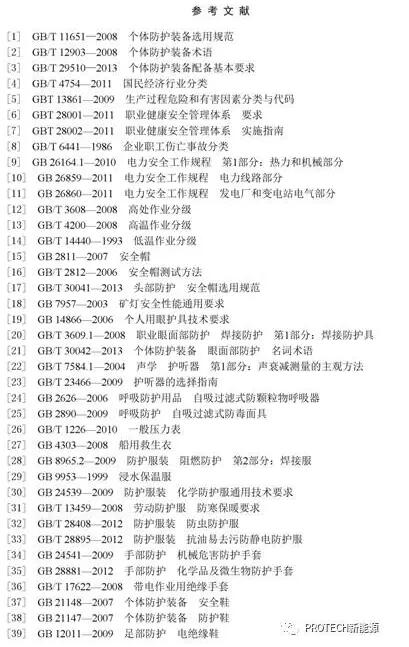 参考文献
[1] GB/T 11651—2008 个体防护装备选用规范
[2] GB/T 12903—2008 个体防护装备术语
[3] GB/T 29510—2013 个体防护装备配备基本要求
[4] GB/T 4754—2011 国民经济行业分类
[5] GBT 13861—2009 生产过程危险和有害因素分类与代码
[6] GBT 28001—2011 职业健康安全管理体系 要求
[7] GBT 28002—2011 职业健康安全管理体系 实施指南
[8] GB/T 6441—1986 企业职工伤亡事故分类
[9] GB 26164.1—2010 电力安全工作规程 第1部分：热力和机械部分
[10] GB 26859—2011 电力安全工作规程 电力线路部分
[11] GB 26860—2011 电力安全工作规程 发电厂和变电站电气部分
[12] GB/T 3608—2008 高处作业分级
[13] GB/T 4200—2008 高温作业分级
[14] GB/T 14440—1993 低温作业分级
[15] GB 2811—2007 安全帽
[16] GB/T 2812—2006 安全帽测试方法
[17] GB/T 30041—2013 头部防护 安全帽选用规范
[18] GB 7957—2003 矿灯安全性能通用要求
[19] GB 14866—2006 个人用眼护具技术要求
[20] GB/T 3609.1—2008 职业眼面部防护 焊接防护 第1部分：焊接防护具
[21] GB/T 30042—2013 个体防护装备 眼面部防护 名词术语
[22] GB/T 7584.1—2004 声学 护听器 第1部分：声衰减测量的主观方法
[23] GB/T 23466—2009 护听器的选择指南
[24] GB 2626—2006 呼吸防护用品 自吸过滤式防颗粒物呼吸器
[25] GB 2890—2009 呼吸防护 自吸过滤式防毒面具
[26] GB/T 1226—2010 一般压力表
[27] GB 4303—2008 船用救生衣
[28] GB 8965.2—2009 防护服装 阻燃防护 第2部分：焊接服
[29] GB 9953—1999 浸水保温服
[30] GB 24539—2009 防护服装 化学防护服通用技术要求
[31] GB/T 13459—2008 劳动防护服 防寒保暖要求
[32] GB/T 28408—2012 防护服装 防虫防护服
[33] GB/T 28895—2012 防护服装 抗油易去污防静电防护服
[34] GB 24541—2009 手部防护 机械危害防护手套
[35] GB 28881—2012 手部防护 化学品及微生物防护手套
[36] GB/T 17622—2008 带电作业用绝缘手套
[37] GB 21148—2007 个体防护装备 安全鞋
[38] GB 21147—2007 个体防护装备 防护鞋
[39] GB 12011—2009 足部防护 电绝缘鞋
PROTECH新材料